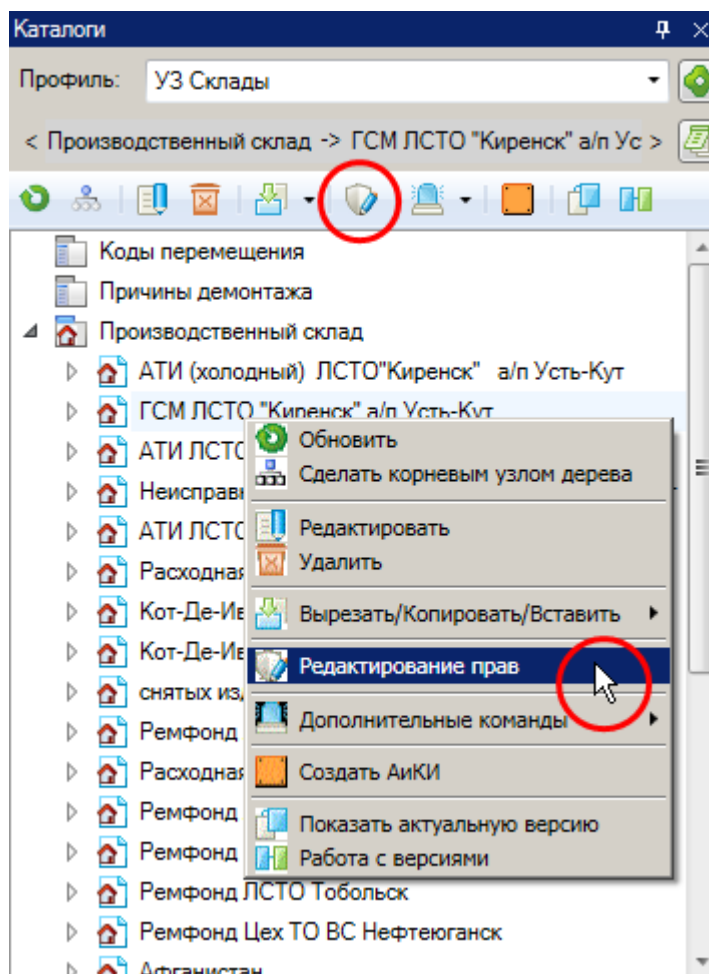 Каталоги
Профиль: УЗ Склады
< Производственный склад -> ГСМ ЛСТО "Киренск" а/п Ус >
Коды перемещения
Причины демонтажа
Производственный склад
АТИ (холодный) ЛСТО"Киренск" а/п Усть-Кут
ГСМ ЛСТО "Киренск" а/п Усть-Кут
АТИ ЛСТО
Обновить
Сделать корневым узлом дерева
Неисправ
АТИ ЛСТО
Редактировать
Расходная
Удалить
Кот-Де-Ив
Вырезать/Копировать/Вставить
Кот-Де-Ив
Редактирование прав
снятых из
Ремфонд
Дополнительные команды
Расходная
Создать АиКИ
Ремфонд
Показать актуальную версию
Ремфонд
Работа с версиями
Ремфонд ЛСТО Тобольск
Ремфонд Цех ТО ВС Нефтеюганск
Афганистан